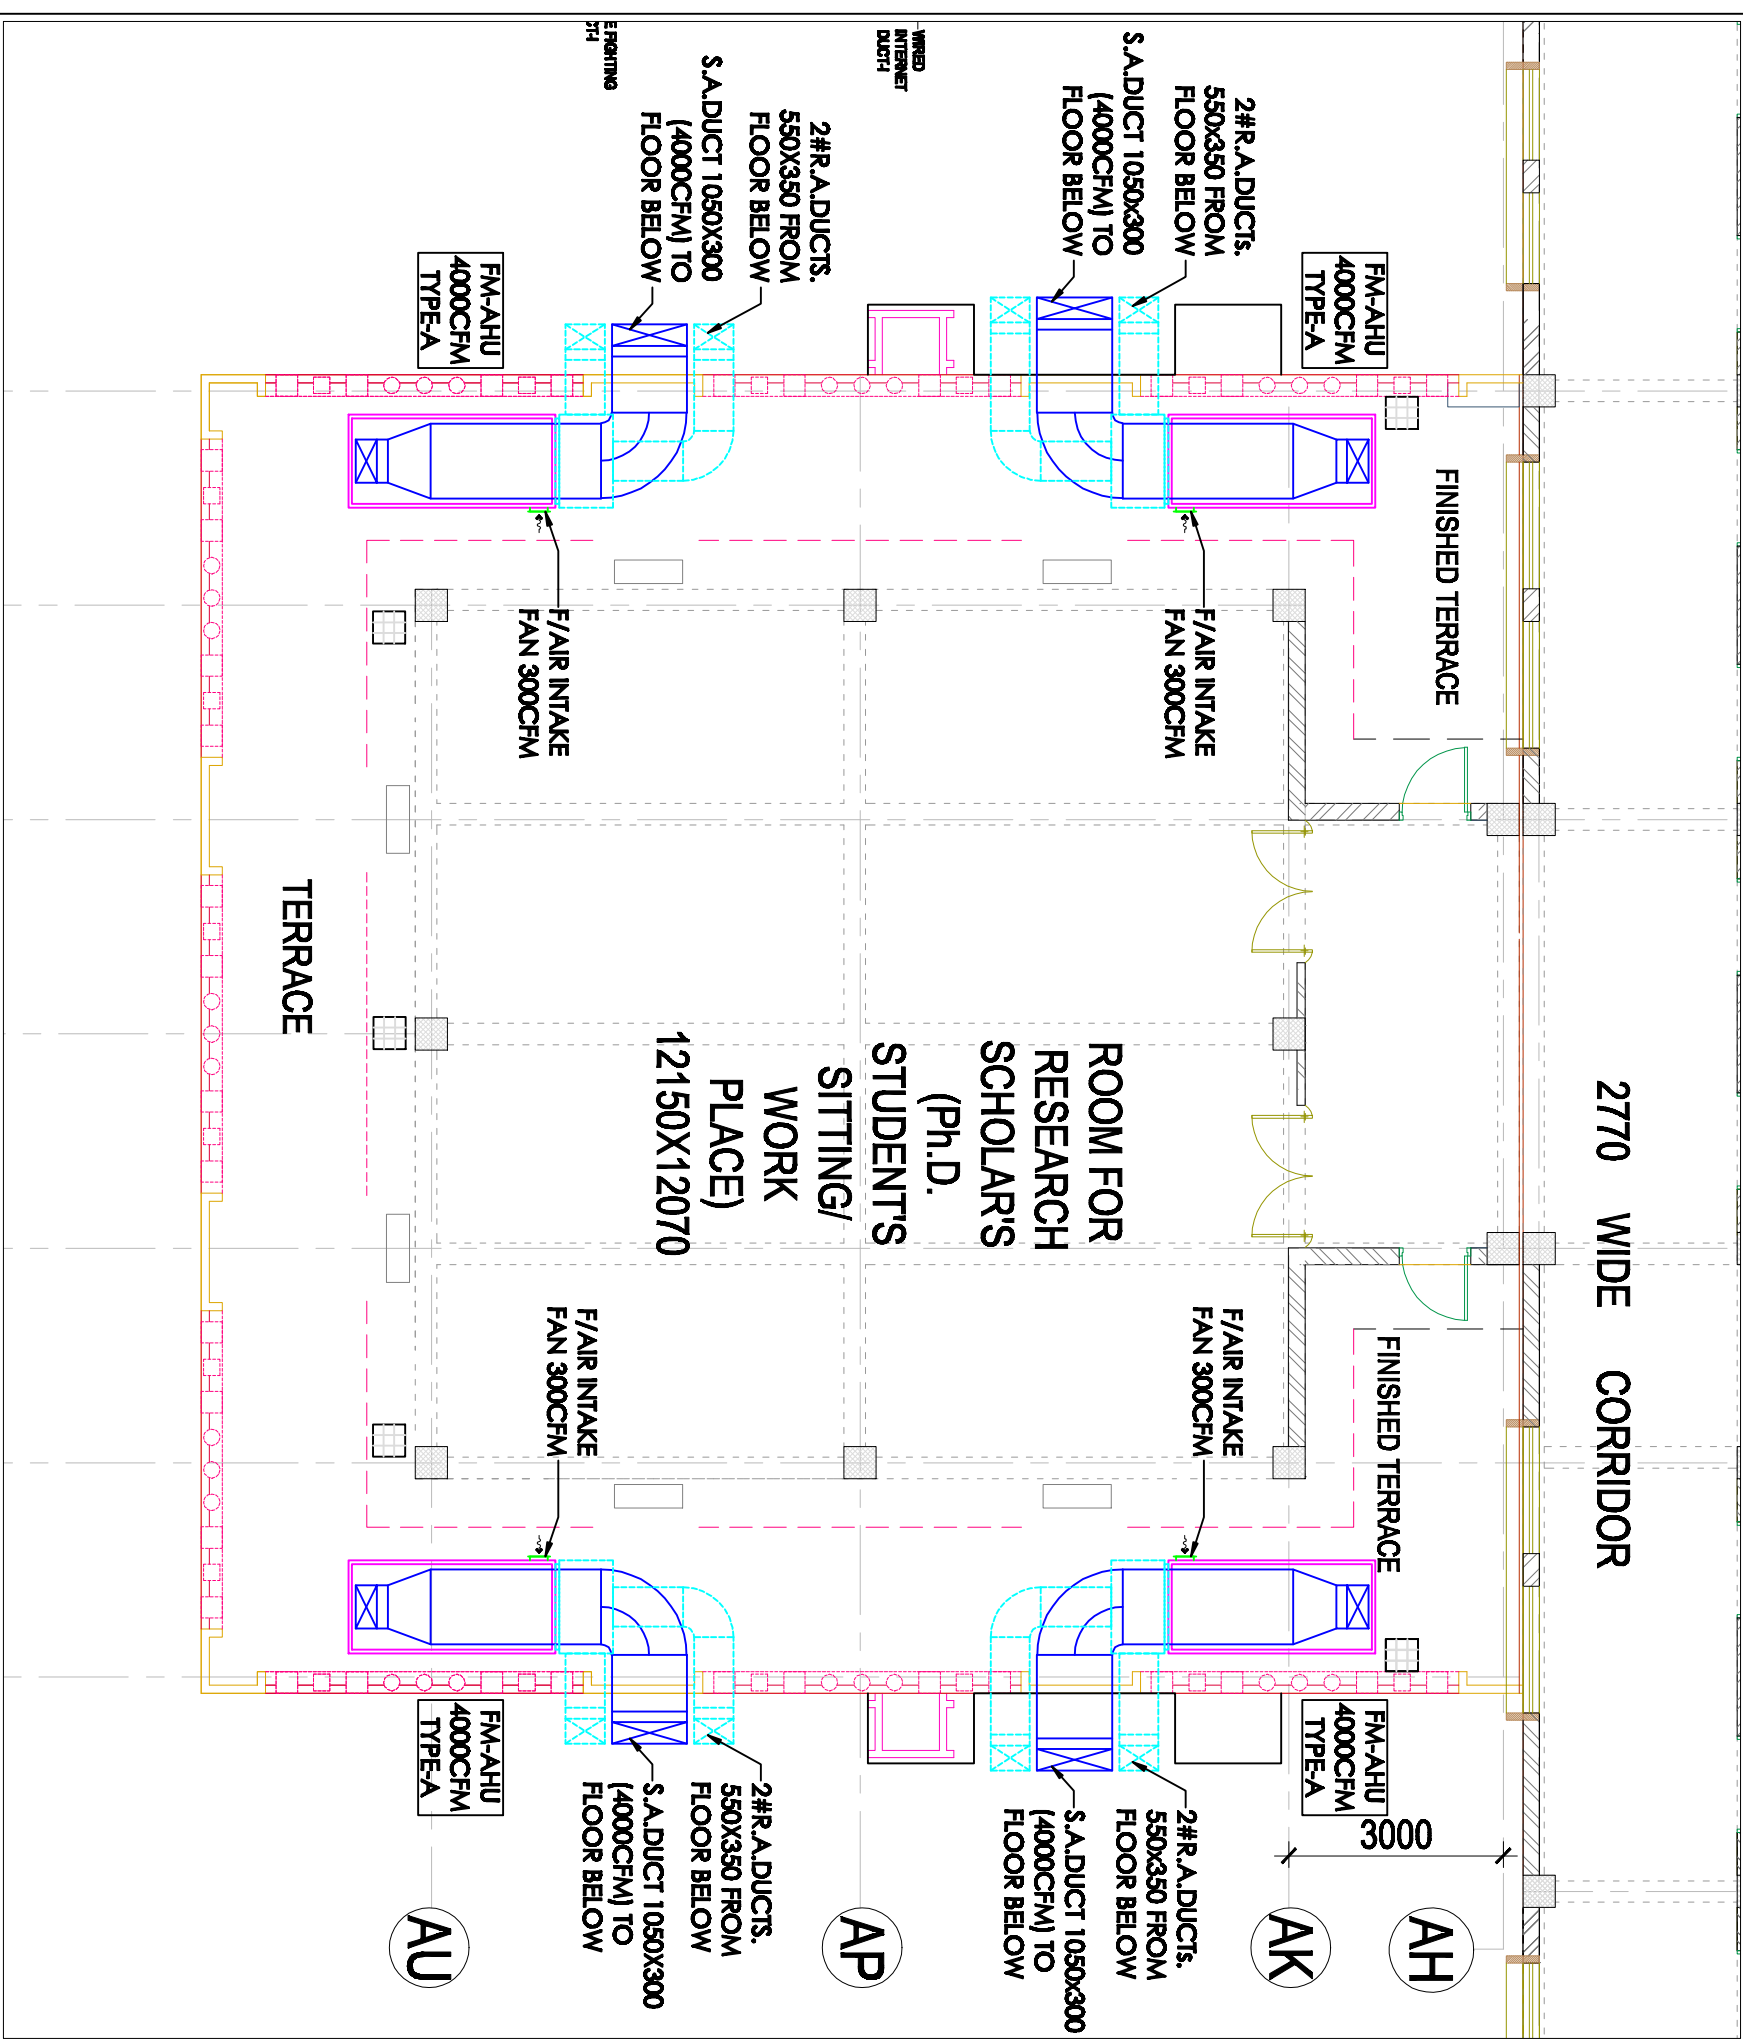 2770 WIDE CORRIDOR
FINISHED TERRACE
FINISHED TERRACE
AH
FM-AHU
4000CFM
TYPE-A
FM-AHU
4000CFM
TYPE-A
3000
AK
2#R.A.DUCTs.
550x350 FROM
FLOOR BELOW
S.A.DUCT 1050x300
(4000CFM) TO
FLOOR BELOW
F/AIR INTAKE
FAN 300CFM
F/AIR INTAKE
FAN 300CFM
2#R.A.DUCTs.
550x350 FROM
FLOOR BELOW
S.A.DUCT 1050x300
(4000CFM) TO
FLOOR BELOW
ROOM FOR
RESEARCH
SCHOLAR'S
(Ph.D.
STUDENT'S
SITTING/
WORK
PLACE)
12150X12070
WIRED
INTERNET
DUCT-I
AP
2#R.A.DUCTS.
550X350 FROM
FLOOR BELOW
S.A.DUCT 1050X300
(4000CFM) TO
FLOOR BELOW
E FIGHTING
CT-I
F/AIR INTAKE
FAN 300CFM
F/AIR INTAKE
FAN 300CFM
2#R.A.DUCTS.
550X350 FROM
FLOOR BELOW
S.A.DUCT 1050X300
(4000CFM) TO
FLOOR BELOW
FM-AHU
4000CFM
TYPE-A
FM-AHU
4000CFM
TYPE-A
AU
TERRACE